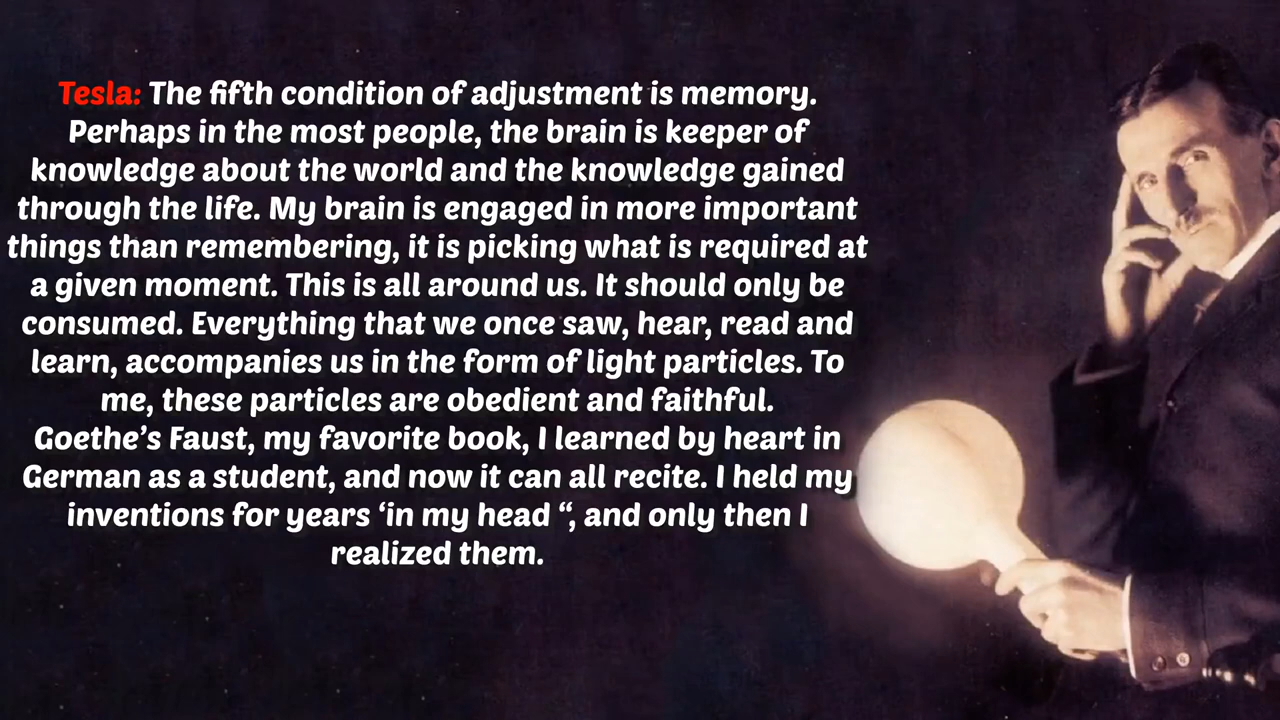 Tesla: The fifth condition of adjustment is memory.
Perhaps in the most people, the brain is keeper of
knowledge about the world and the knowledge gained
through the life. My brain is engaged in more important
things than remembering, it is picking what is required at
a given moment. This is all around us. It should only be
consumed. Everything that we once saw, hear, read and
learn, accompanies us in the form of light particles. To
me, these particles are obedient and faithful.
Goethe’s Faust, my favorite book, I learned by heart in
German as a student, and now it can all recite. I held my
inventions for years ‘in my head “, and only then I
realized them.